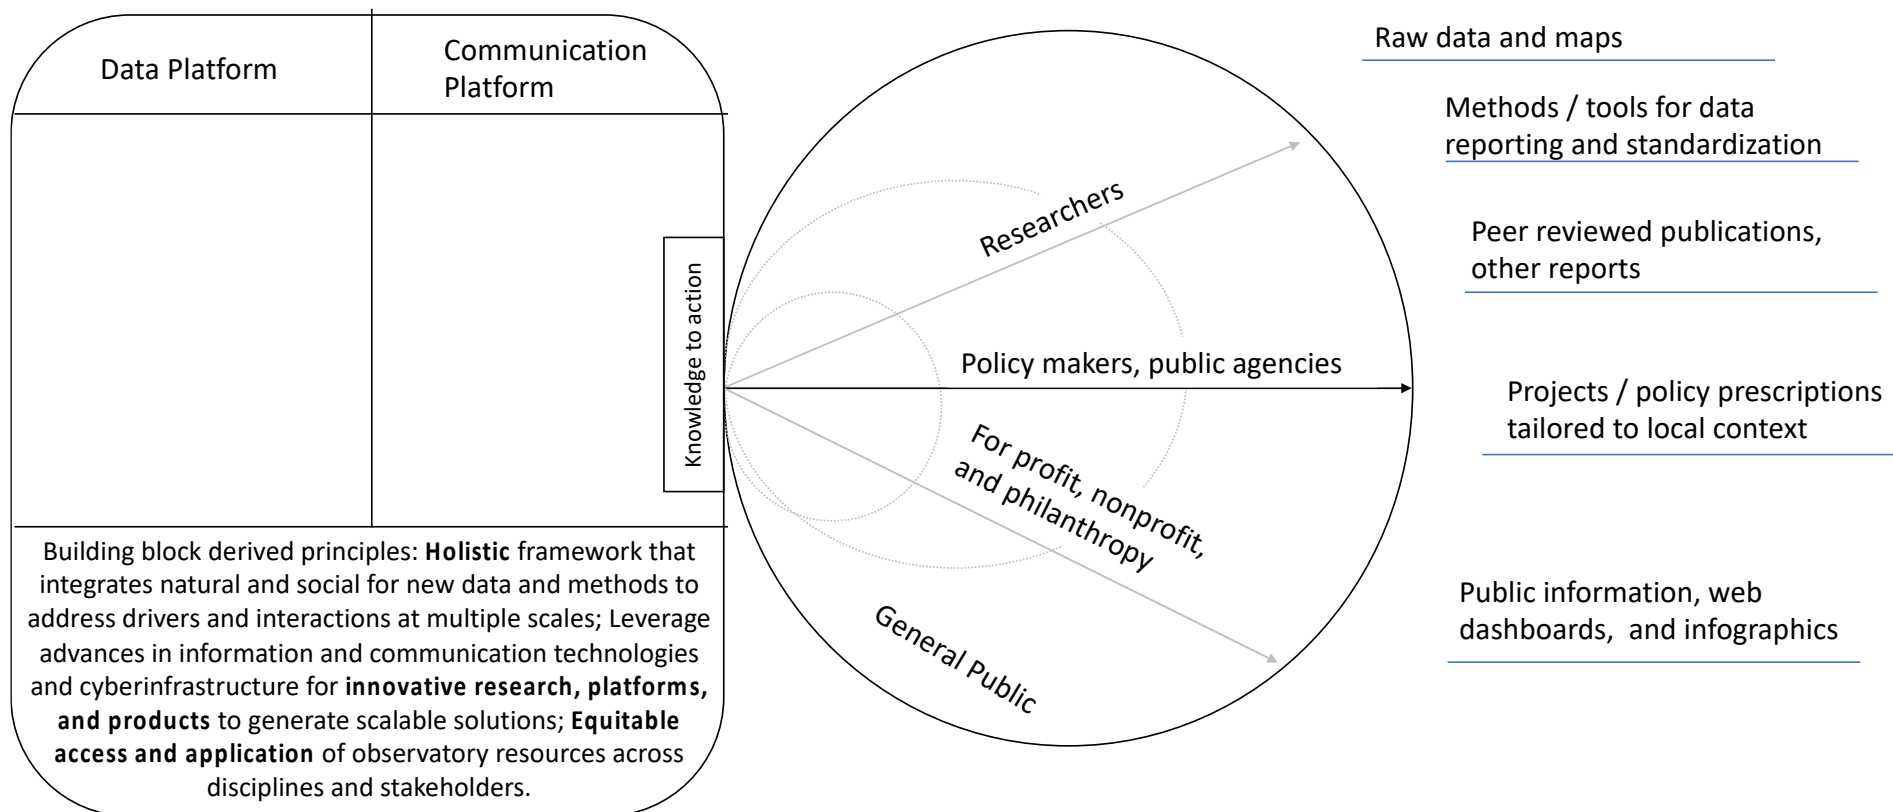 Data Platform
Communication
Platform
Knowledge to action
Building block derived principles: Holistic framework that
integrates natural and social for new data and methods to
address drivers and interactions at multiple scales; Leverage
advances in information and communication technologies
and cyberinfrastructure for innovative research, platforms,
and products to generate scalable solutions; Equitable
access and application of observatory resources across
disciplines and stakeholders.
Researchers
Policy makers, public agencies
For profit, nonprofit,
and philanthropy
General Public
Raw data and maps
Methods / tools for data
reporting and standardization
Peer reviewed publications,
other reports
Projects / policy prescriptions
tailored to local context
Public information, web
dashboards, and infographics